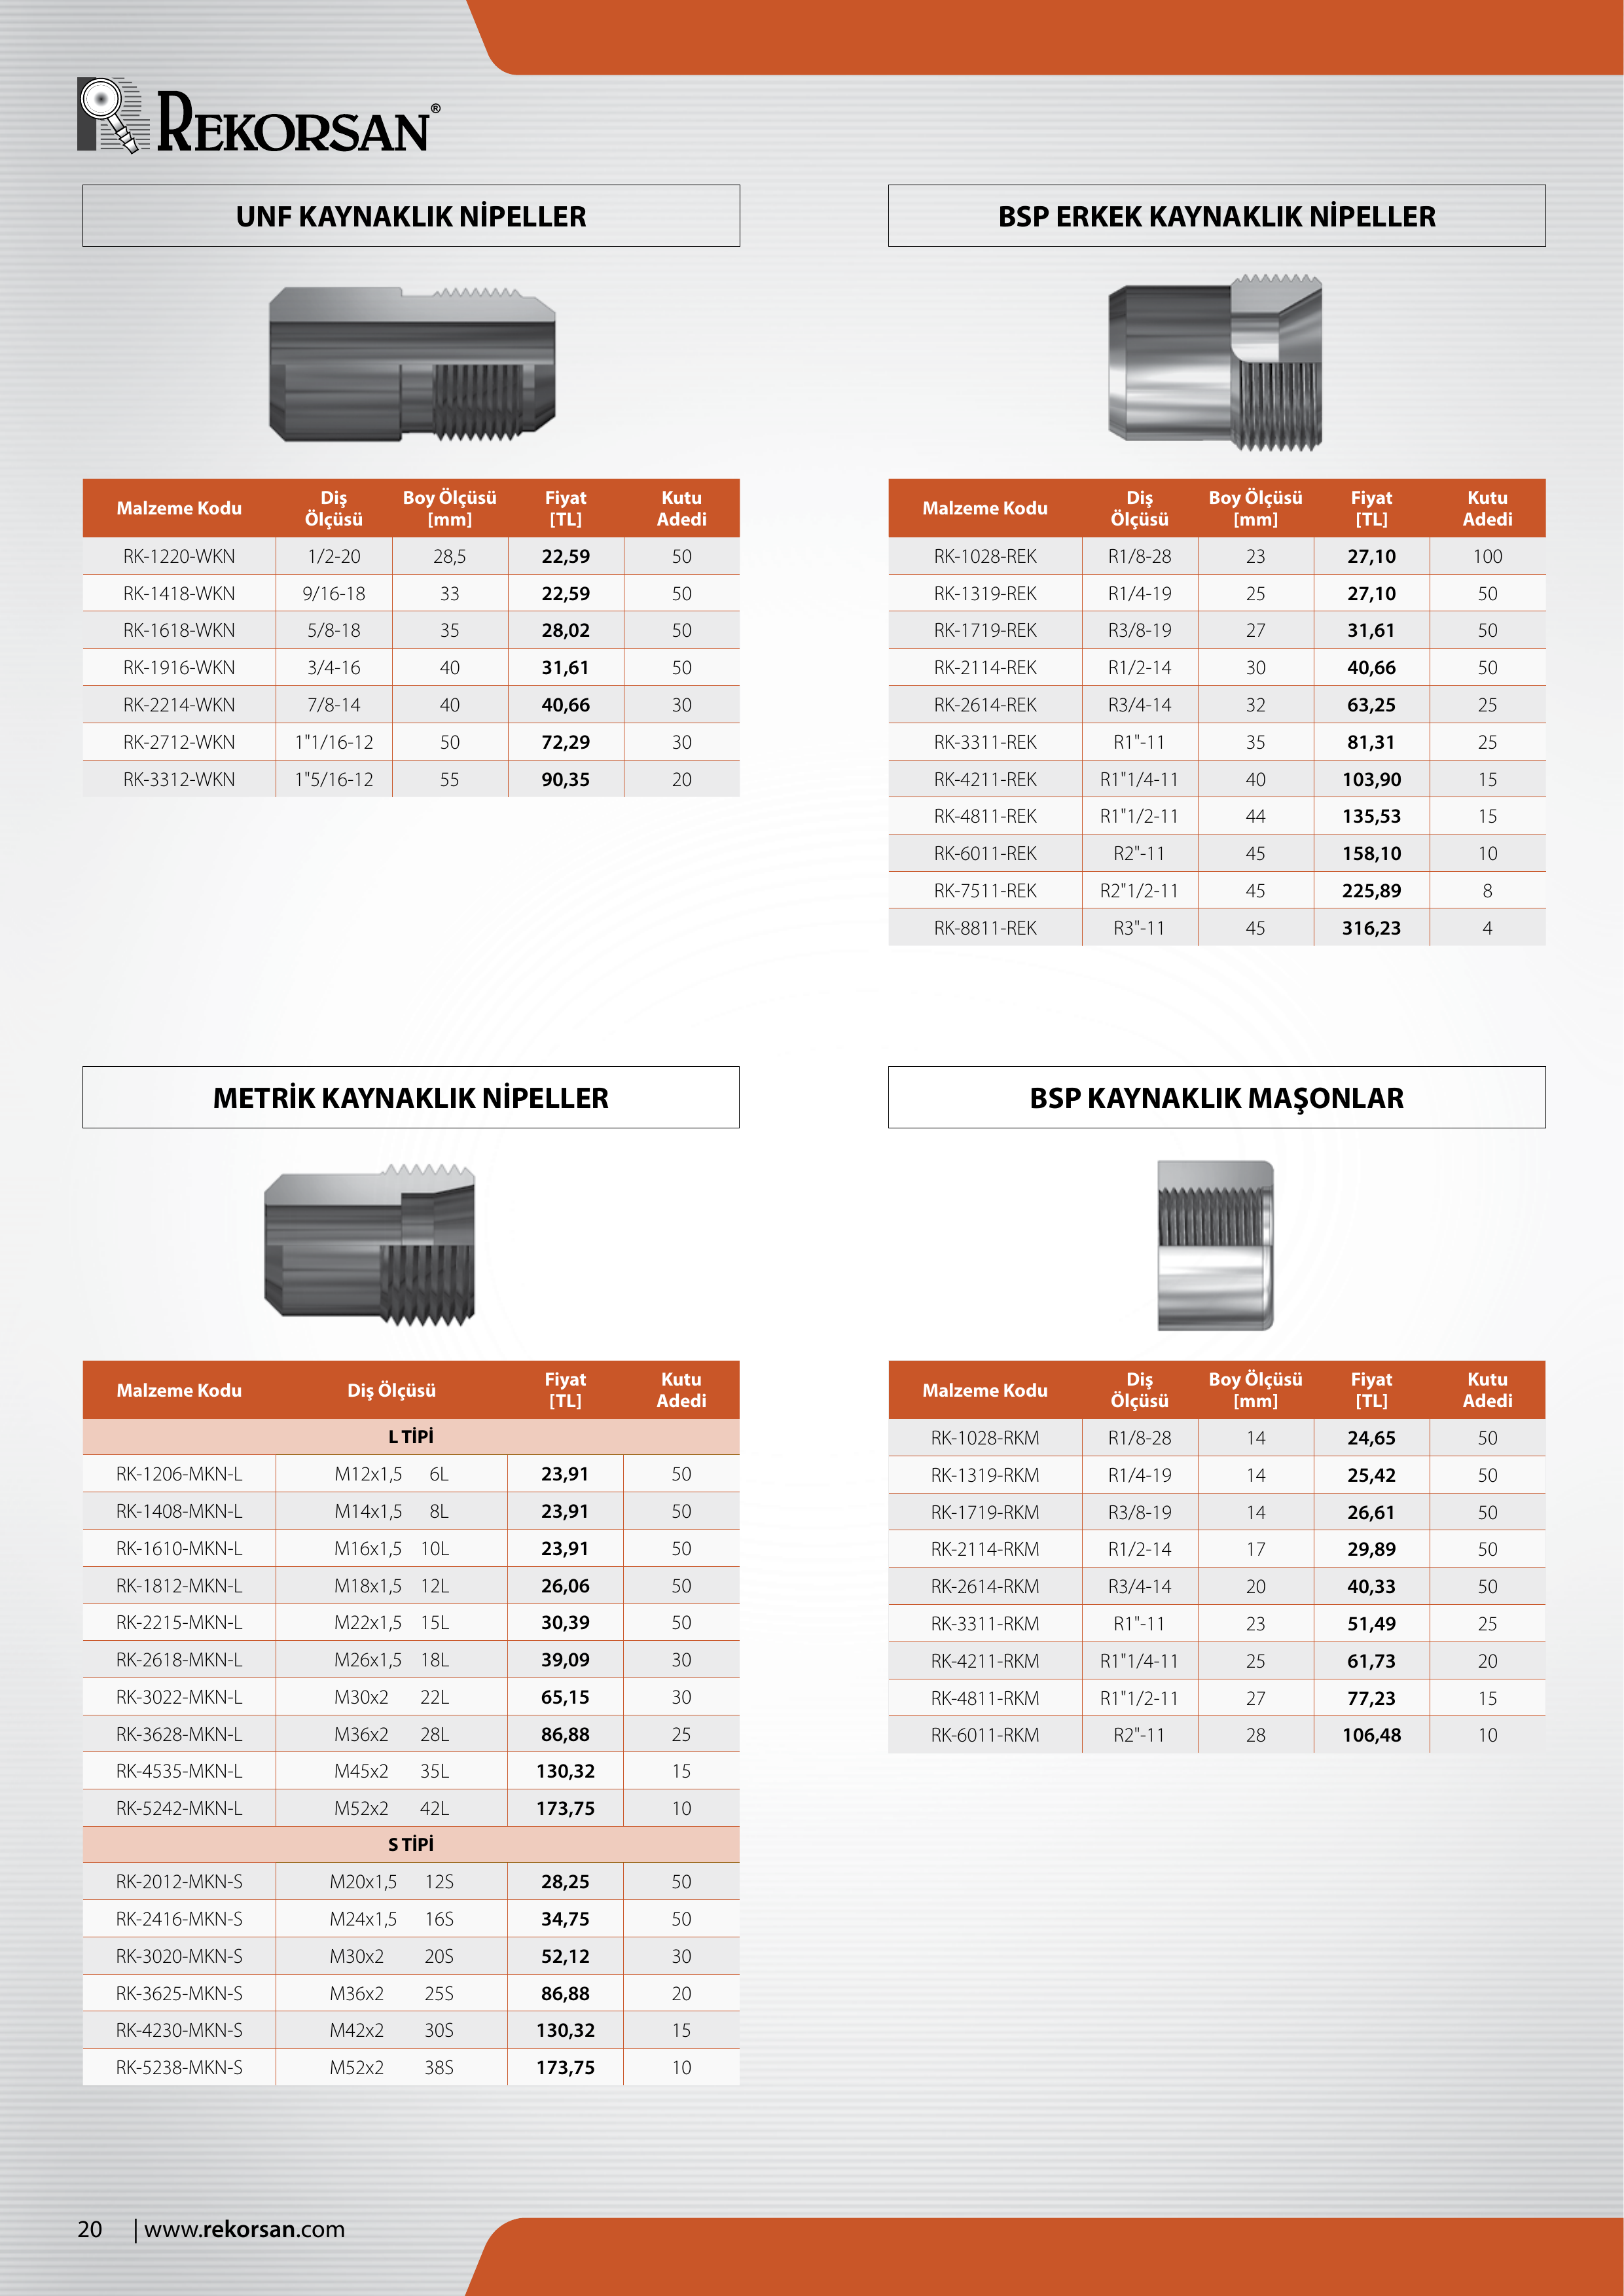 REKORSAN®
UNF KAYNAKLIK NİPELLER
Malzeme Kodu Diş Ölçüsü Boy Ölçüsü [mm] Fiyat [TL] Kutu Adedi
RK-1220-WKN 1/2-20 28,5 22,59 50
RK-1418-WKN 9/16-18 33 22,59 50
RK-1618-WKN 5/8-18 35 28,02 50
RK-1916-WKN 3/4-16 40 31,61 50
RK-2214-WKN 7/8-14 40 40,66 30
RK-2712-WKN 1"1/16-12 50 72,29 30
RK-3312-WKN 1"5/16-12 55 90,35 20
BSP ERKEK KAYNAKLIK NİPELLER
Malzeme Kodu Diş Ölçüsü Boy Ölçüsü [mm] Fiyat [TL] Kutu Adedi
RK-1028-REK R1/8-28 23 27,10 100
RK-1319-REK R1/4-19 25 27,10 50
RK-1719-REK R3/8-19 27 31,61 50
RK-2114-REK R1/2-14 30 40,66 50
RK-2614-REK R3/4-14 32 63,25 25
RK-3311-REK R1"-11 35 81,31 25
RK-4211-REK R1"1/4-11 40 103,90 15
RK-4811-REK R1"1/2-11 44 135,53 15
RK-6011-REK R2"-11 45 158,10 10
RK-7511-REK R2"1/2-11 45 225,89 8
RK-8811-REK R3"-11 45 316,23 4
METRİK KAYNAKLIK NİPELLER
Malzeme Kodu Diş Ölçüsü Fiyat [TL] Kutu Adedi
L TİPİ
RK-1206-MKN-L M12x1,5 6L 23,91 50
RK-1408-MKN-L M14x1,5 8L 23,91 50
RK-1610-MKN-L M16x1,5 10L 23,91 50
RK-1812-MKN-L M18x1,5 12L 26,06 50
RK-2215-MKN-L M22x1,5 15L 30,39 50
RK-2618-MKN-L M26x1,5 18L 39,09 30
RK-3022-MKN-L M30x2 22L 65,15 30
RK-3628-MKN-L M36x2 28L 86,88 25
RK-4535-MKN-L M45x2 35L 130,32 15
RK-5242-MKN-L M52x2 42L 173,75 10
S TİPİ
RK-2012-MKN-S M20x1,5 12S 28,25 50
RK-2416-MKN-S M24x1,5 16S 34,75 50
RK-3020-MKN-S M30x2 20S 52,12 30
RK-3625-MKN-S M36x2 25S 86,88 20
RK-4230-MKN-S M42x2 30S 130,32 15
RK-5238-MKN-S M52x2 38S 173,75 10
BSP KAYNAKLIK MAŞONLAR
Malzeme Kodu Diş Ölçüsü Boy Ölçüsü [mm] Fiyat [TL] Kutu Adedi
RK-1028-RKM R1/8-28 14 24,65 50
RK-1319-RKM R1/4-19 14 25,42 50
RK-1719-RKM R3/8-19 14 26,61 50
RK-2114-RKM R1/2-14 17 29,89 50
RK-2614-RKM R3/4-14 20 40,33 50
RK-3311-RKM R1"-11 23 51,49 25
RK-4211-RKM R1"1/4-11 25 61,73 20
RK-4811-RKM R1"1/2-11 27 77,23 15
RK-6011-RKM R2"-11 28 106,48 10
20 | www.rekorsan.com